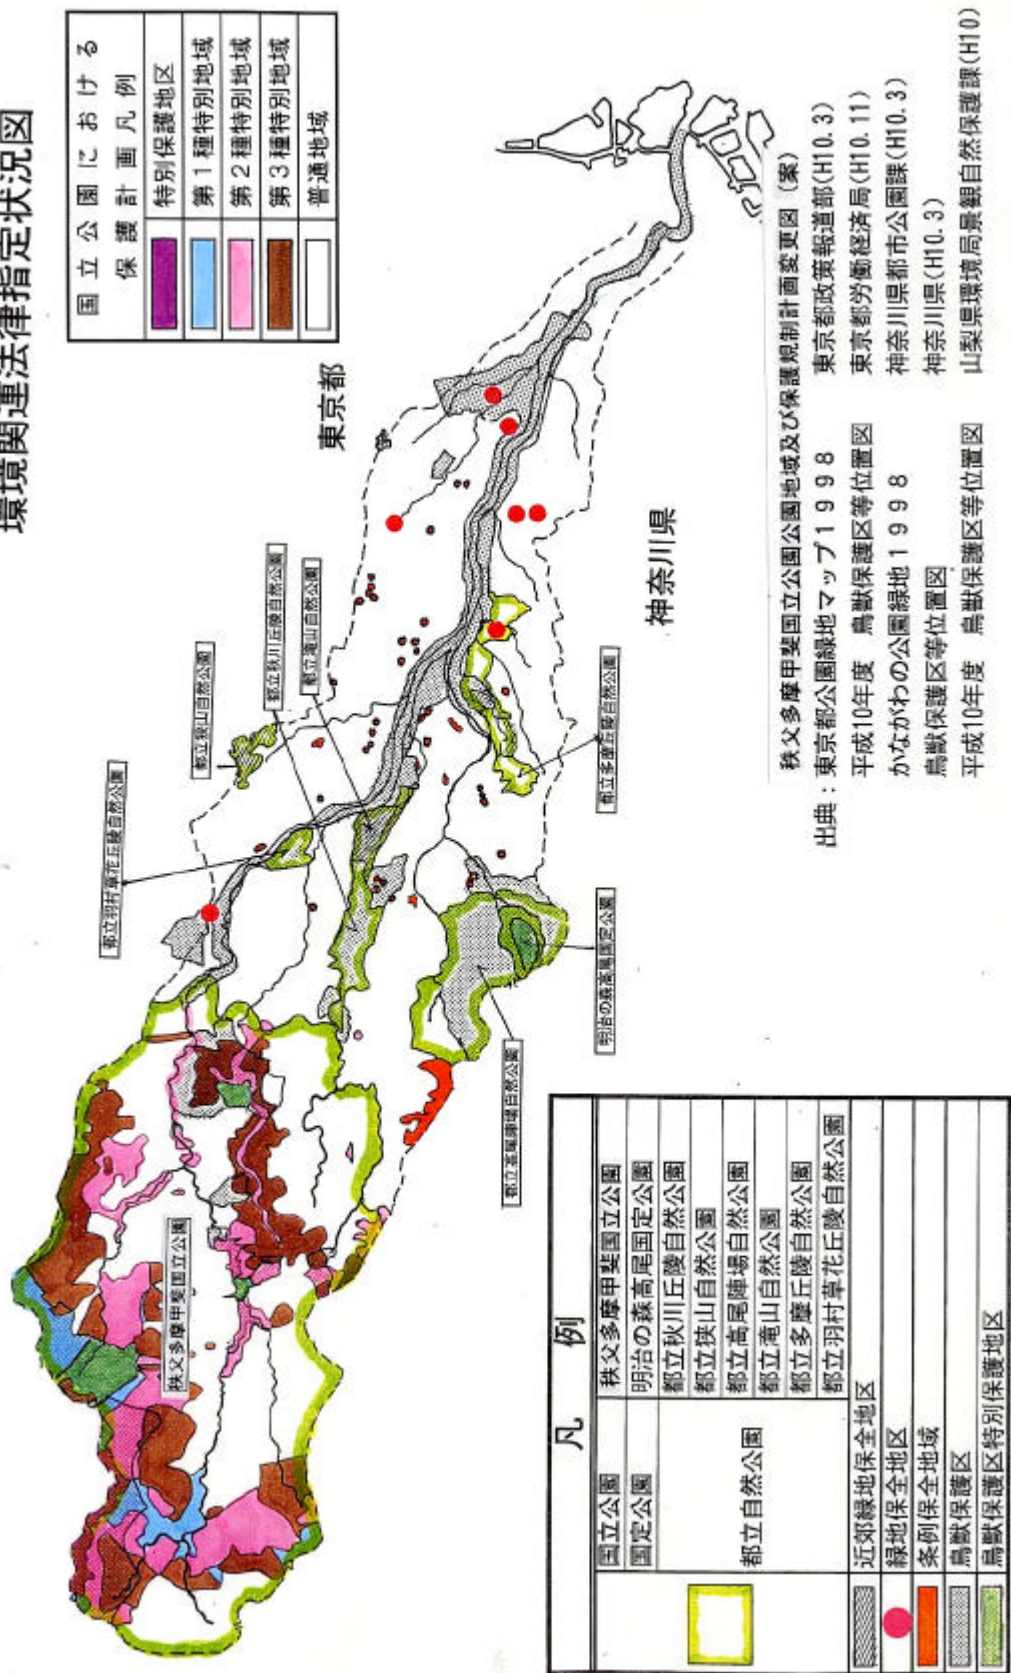 環境関連法律指定状況図
国立公園における
保護計画凡例
特別保護地区
第1種特別地域
第2種特別地域
第3種特別地域
普通地域
東京都
神奈川県
都立狭山自然公園
都立秋川丘陵自然公園
都立滝山自然公園
都立羽村草花丘陵自然公園
都立多摩丘陵自然公園
明治の森高尾国定公園
都立高尾陣場自然公園
秩父多摩甲斐国立公園
凡例
国立公園 秩父多摩甲斐国立公園
国定公園 明治の森高尾国定公園
都立自然公園 都立秋川丘陵自然公園
都立狭山自然公園
都立高尾陣場自然公園
都立滝山自然公園
都立多摩丘陵自然公園
都立羽村草花丘陵自然公園
近郊緑地保全地区
緑地保全地区
条例保全地域
鳥獣保護区
鳥獣保護区特別保護地区
秩父多摩甲斐国立公園公園地域及び保護規制計画変更図(案)
出典:東京都公園緑地マップ1998 東京都政策報道部(H10.3)
平成10年度 鳥獣保護区等位置図 東京都労働経済局(H10.11)
かながわの公園緑地1998 神奈川県都市公園課(H10.3)
鳥獣保護区等位置図 神奈川県(H10.3)
平成10年度 鳥獣保護区等位置図 山梨県環境局景観自然保護課(H10)